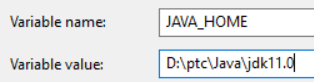 Variable name: JAVA_HOME
Variable value: D:\ptc\Java\jdk11.0